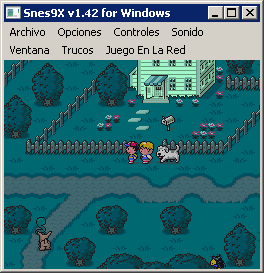 Snes9X v1.42 for Windows
Archivo Opciones Controles Sonido
Ventana Trucos Juego En La Red